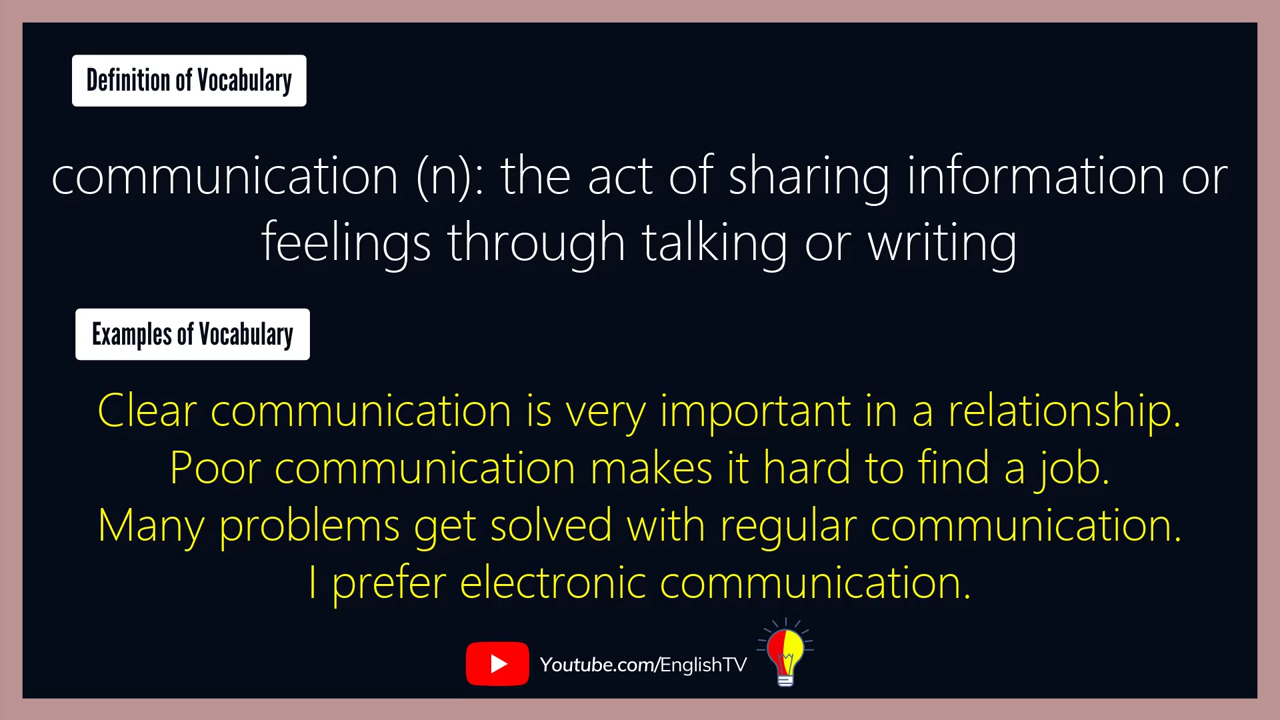 Definition of Vocabulary
communication (n): the act of sharing information or
feelings through talking or writing
Examples of Vocabulary
Clear communication is very important in a relationship.
Poor communication makes it hard to find a job.
Many problems get solved with regular communication.
I prefer electronic communication.
Youtube.com/EnglishTV